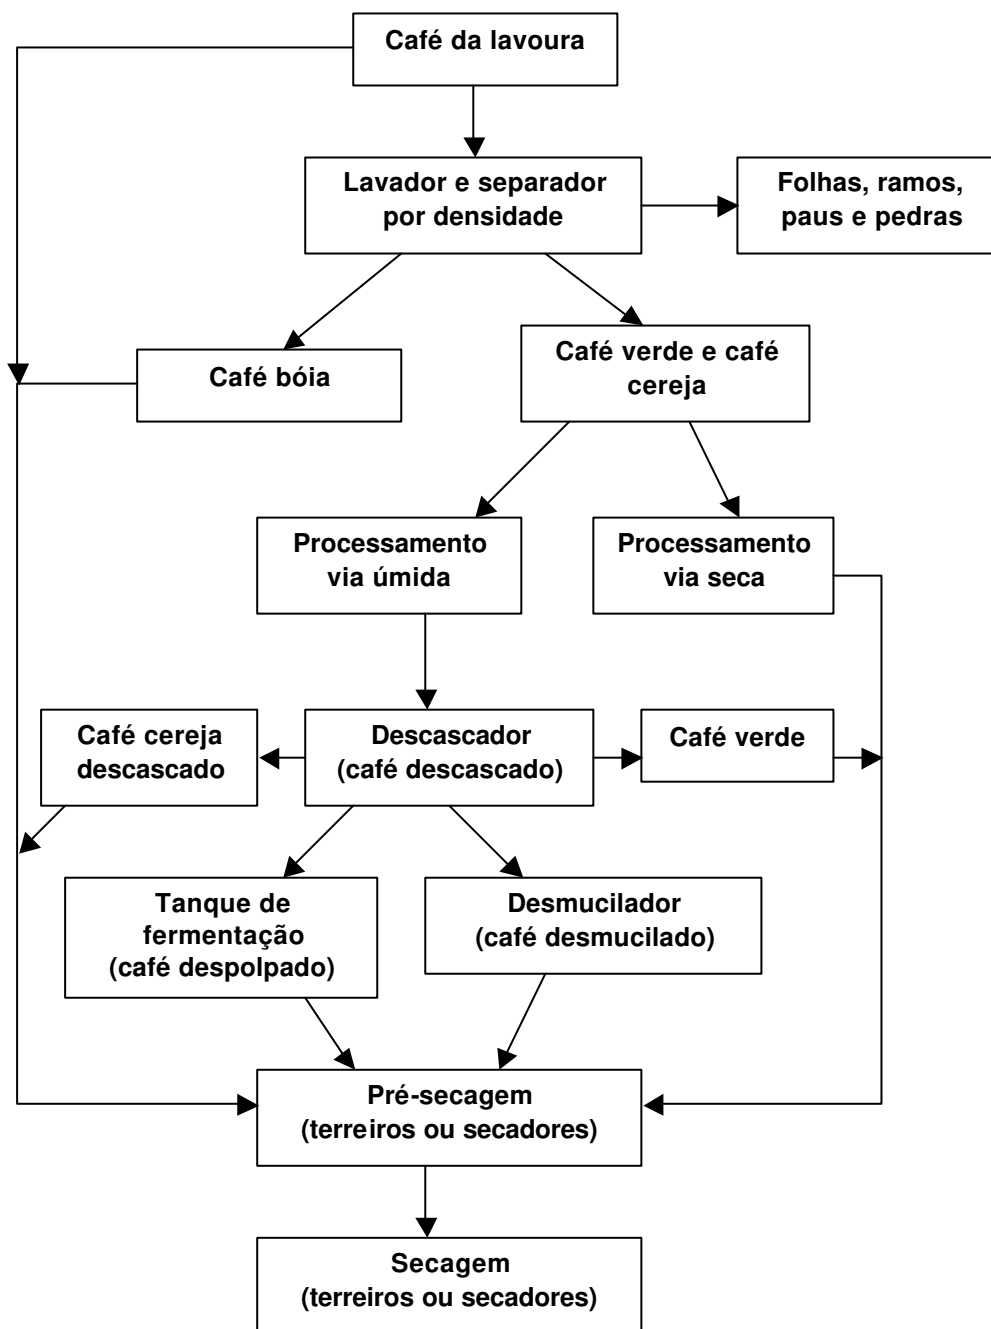 Café da lavoura
Lavador e separador
por densidade
Folhas, ramos,
paus e pedras
Café bóia
Café verde e café
cereja
Processamento
via úmida
Processamento
via seca
Café cereja
descascado
Descascador
(café descascado)
Café verde
Tanque de
fermentação
(café despolpado)
Desmucilador
(café desmucilado)
Pré-secagem
(terreiros ou secadores)
Secagem
(terreiros ou secadores)